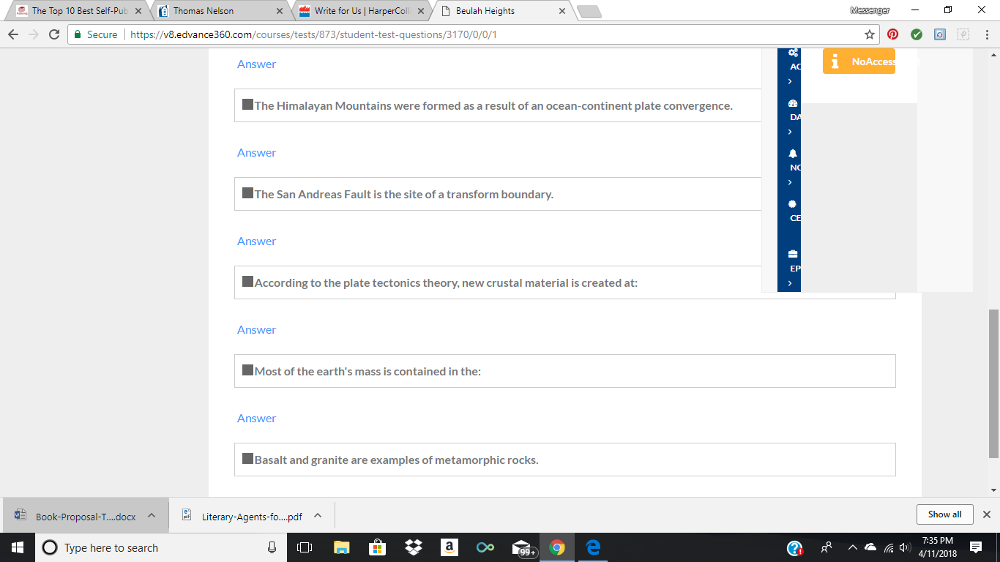 The Top 10 Best Self-Pub
Thomas Nelson
Write for Us | HarperColli
Beulah Heights
Messenger
Secure
https://v8.edvance360.com/courses/tests/873/student-test-questions/3170/0/0/1
Answer
AC
NoAccess
The Himalayan Mountains were formed as a result of an ocean-continent plate convergence.
DA
Answer
NO
The San Andreas Fault is the site of a transform boundary.
CE
Answer
EP
According to the plate tectonics theory, new crustal material is created at:
Answer
Most of the earth's mass is contained in the:
Answer
Basalt and granite are examples of metamorphic rocks.
Book-Proposal-T....docx
Literary-Agents-fo....pdf
Show all
Type here to search
99+
7:35 PM
4/11/2018